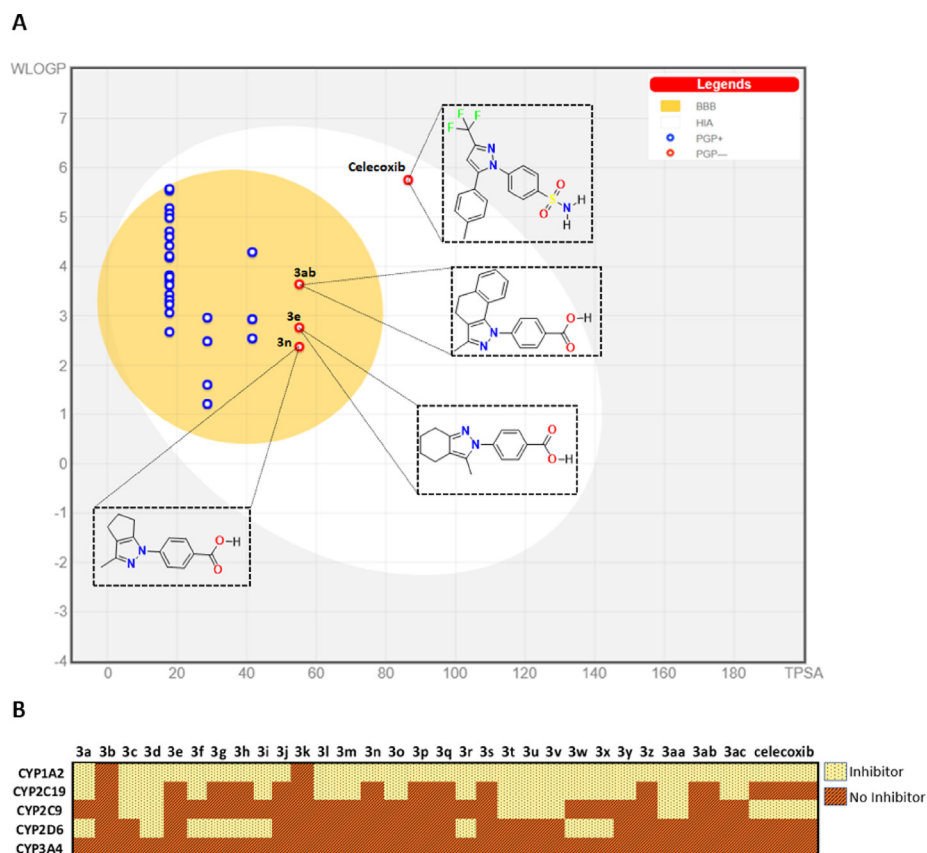 A
WLOGP
7
6
5
4
3
2
1
0
-1
-2
-3
-4
0 20 40 60 80 100 120 140 160 180 TPSA
Legends
BBB
HIA
PGP+
PGP—
Celecoxib
F F
F
N
N
O
S
O
N H
H
3ab
N
N
O H
O
3e
N
N
O
O H
3n
N
N
O H
O
B
3a 3b 3c 3d 3e 3f 3g 3h 3i 3j 3k 3l 3m 3n 3o 3p 3q 3r 3s 3t 3u 3v 3w 3x 3y 3z 3aa 3ab 3ac celecoxib
CYP1A2
CYP2C19
CYP2C9
CYP2D6
CYP3A4
Inhibitor
No Inhibitor